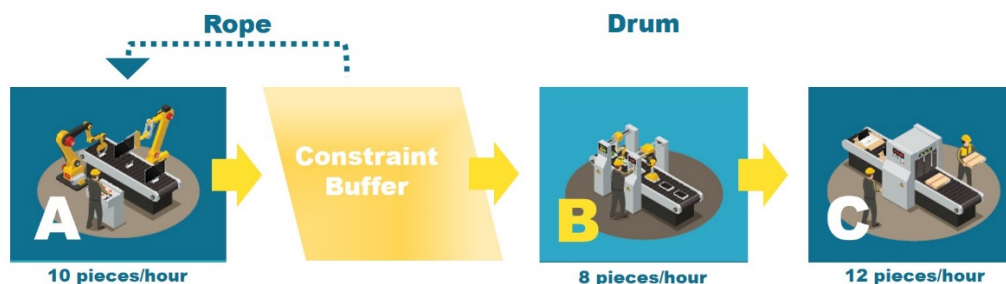 Rope
Drum
Constraint
Buffer
A
B
C
10 pieces/hour
8 pieces/hour
12 pieces/hour